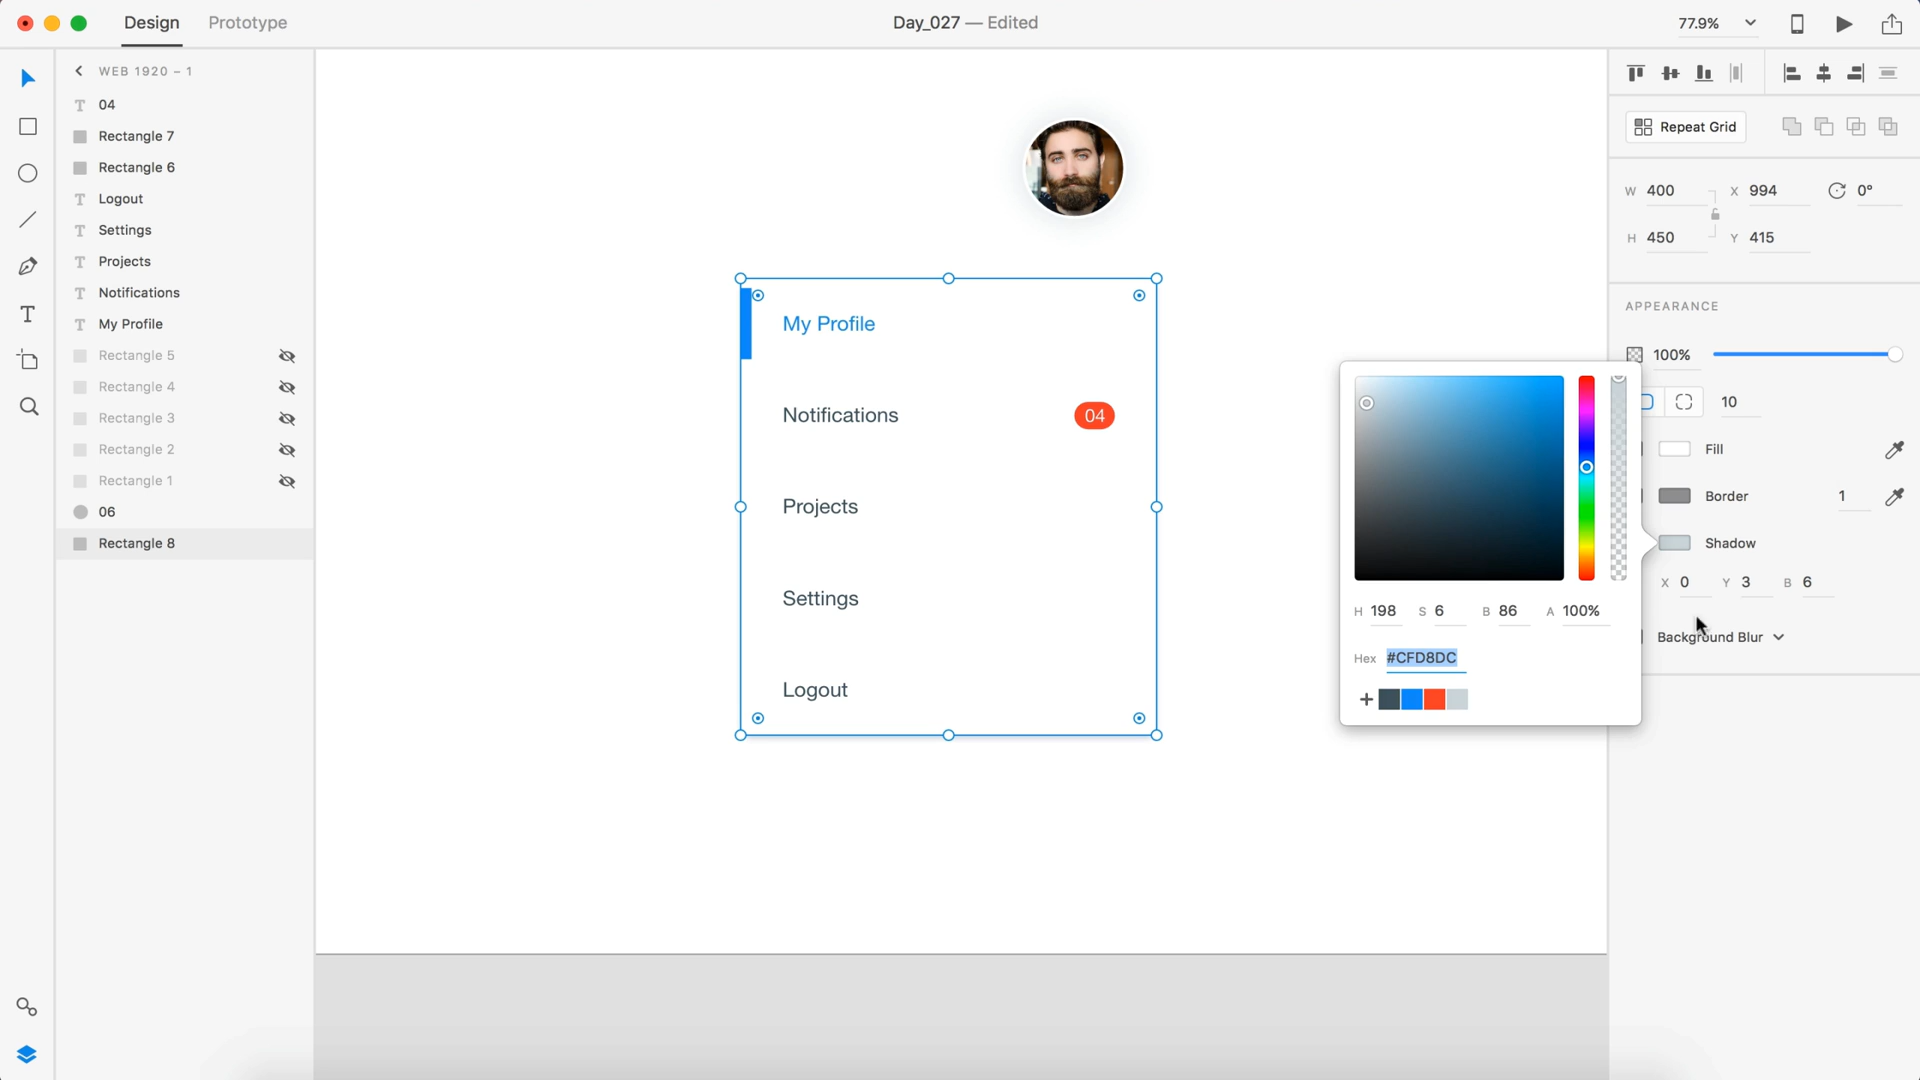 Design Prototype Day_027 — Edited 77.9%
WEB 1920 – 1
04
Rectangle 7
Rectangle 6
Logout
Settings
Projects
Notifications
My Profile
Rectangle 5
Rectangle 4
Rectangle 3
Rectangle 2
Rectangle 1
06
Rectangle 8
My Profile
Notifications 04
Projects
Settings
Logout
H 198 S 6 B 86 A 100%
Hex #CFD8DC
Repeat Grid
W 400 X 994 0°
H 450 Y 415
APPEARANCE
100%
10
Fill
Border 1
Shadow
X 0 Y 3 B 6
Background Blur